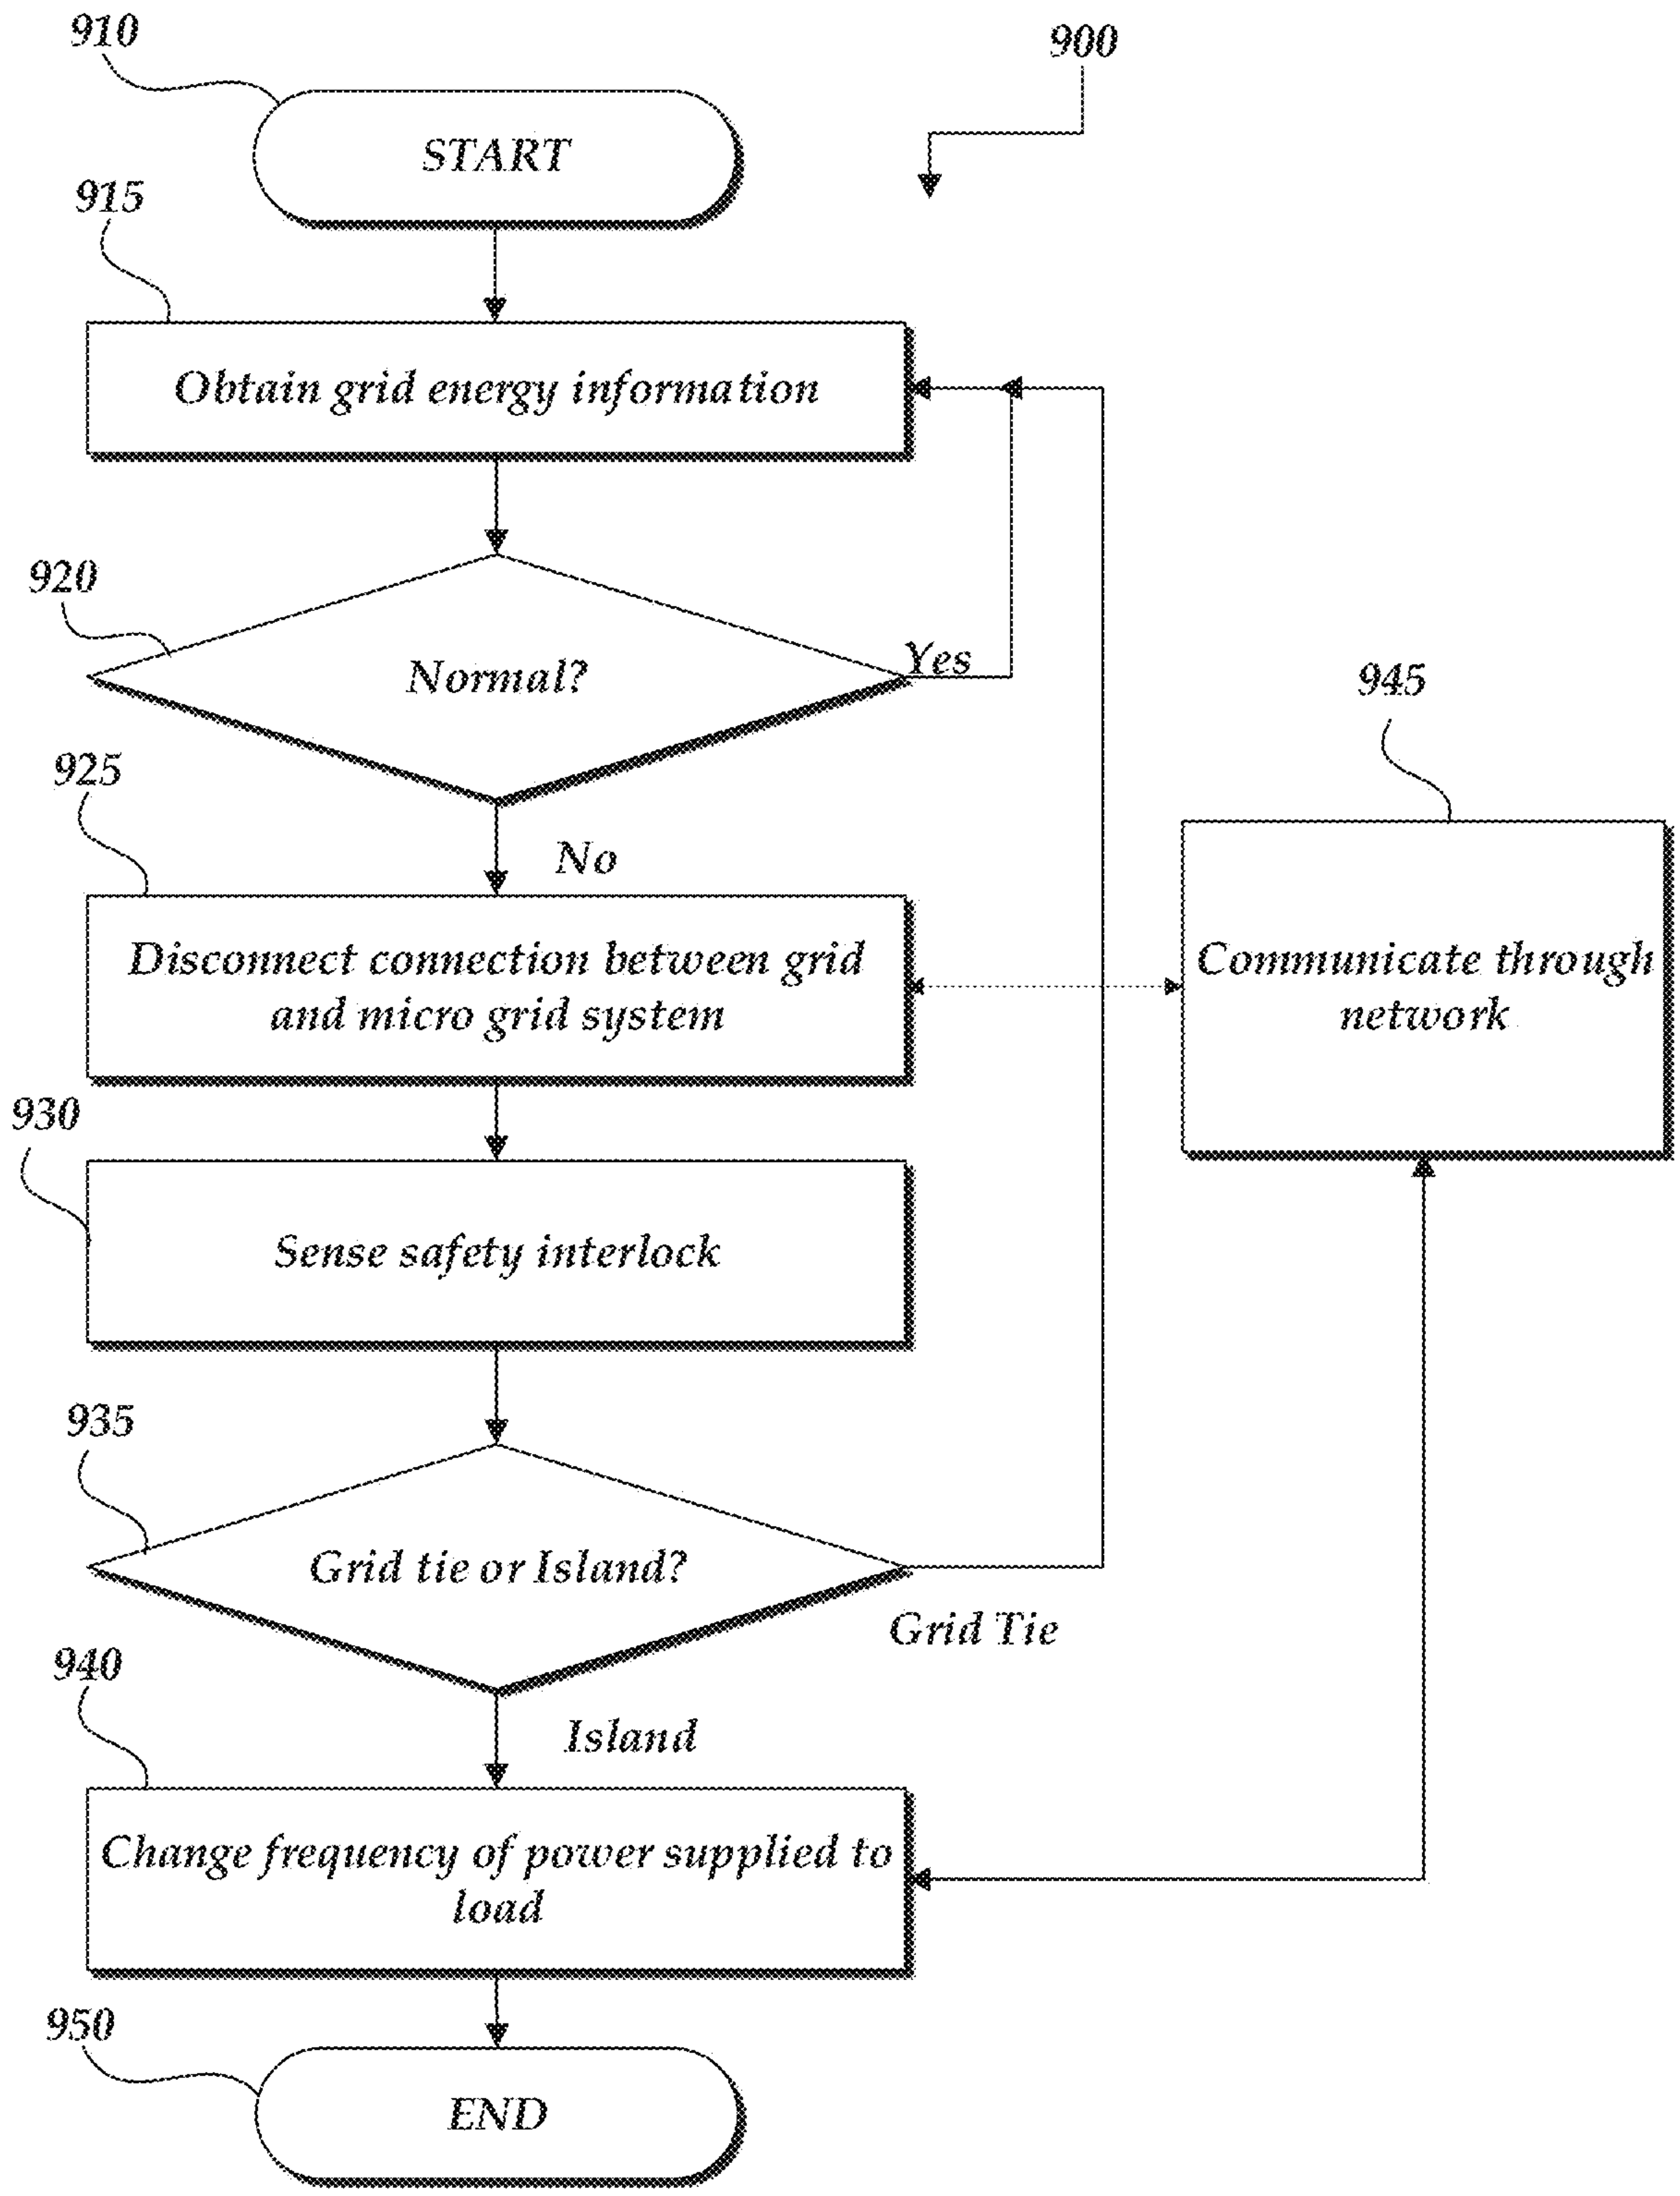 910
900
START
915
Obtain grid energy information
920
Normal?
Yes
945
925
No
Disconnect connection between grid
and micro grid system
Communicate through
network
930
Sense safety interlock
935
Grid tie or Island?
Grid Tie
940
Island
Change frequency of power supplied to
load
950
END